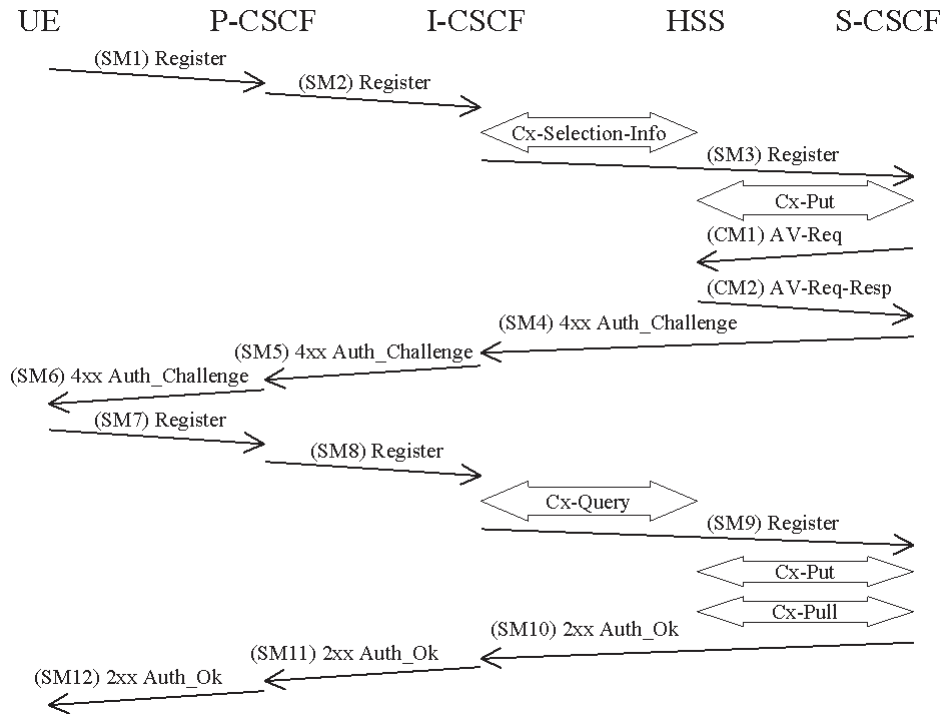 UE P-CSCF I-CSCF HSS S-CSCF
(SM1) Register
(SM2) Register
Cx-Selection-Info
(SM3) Register
Cx-Put
(CM1) AV-Req
(CM2) AV-Req-Resp
(SM4) 4xx Auth_Challenge
(SM5) 4xx Auth_Challenge
(SM6) 4xx Auth_Challenge
(SM7) Register
(SM8) Register
Cx-Query
(SM9) Register
Cx-Put
Cx-Pull
(SM10) 2xx Auth_Ok
(SM11) 2xx Auth_Ok
(SM12) 2xx Auth_Ok